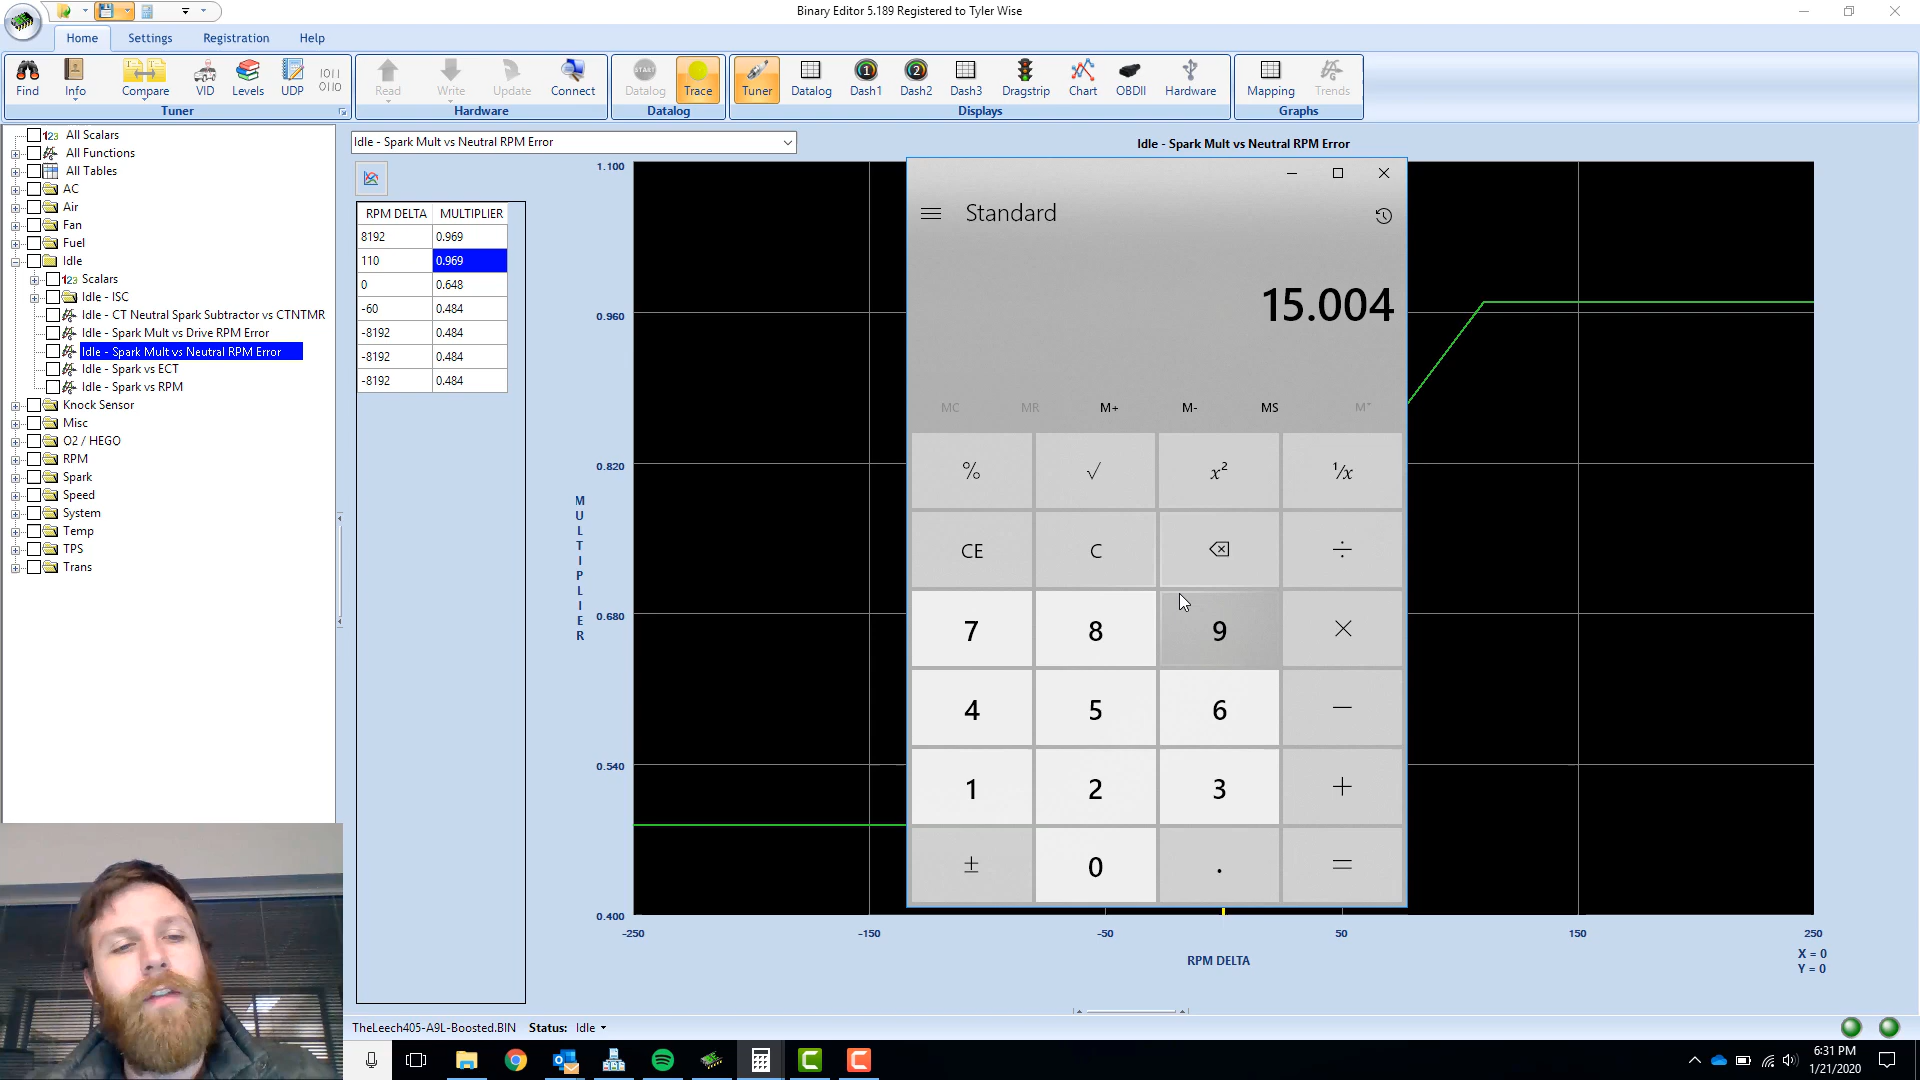 Binary Editor 5.189 Registered to Tyler Wise
Home Settings Registration Help
Find Info Compare VID Levels UDP 1011 0110
Read Write Update Connect
START Datalog Trace
Tuner Datalog Dash1 Dash2 Dash3 Dragstrip Chart OBDII Hardware
Mapping Trends
Tuner Hardware Datalog Displays Graphs
123 All Scalars
All Functions
All Tables
AC
Air
Fan
Fuel
Idle
123 Scalars
Idle - ISC
Idle - CT Neutral Spark Subtractor vs CTNTMR
Idle - Spark Mult vs Drive RPM Error
Idle - Spark Mult vs Neutral RPM Error
Idle - Spark vs ECT
Idle - Spark vs RPM
Knock Sensor
Misc
O2 / HEGO
RPM
Spark
Speed
System
Temp
TPS
Trans
Idle - Spark Mult vs Neutral RPM Error
RPM DELTA MULTIPLIER
8192 0.969
110 0.969
0 0.648
-60 0.484
-8192 0.484
-8192 0.484
-8192 0.484
Idle - Spark Mult vs Neutral RPM Error
1.100
0.960
0.820
0.680
0.540
0.400
MULTIPLIER
-250 -150 -50 50 150 250
RPM DELTA
X = 0
Y = 0
Standard
15.004
MC MR M+ M- MS M˅
% √ x² ¹/x
CE C ÷
7 8 9 ×
4 5 6 −
1 2 3 +
± 0 . =
TheLeech405-A9L-Boosted.BIN Status: Idle
6:31 PM
1/21/2020